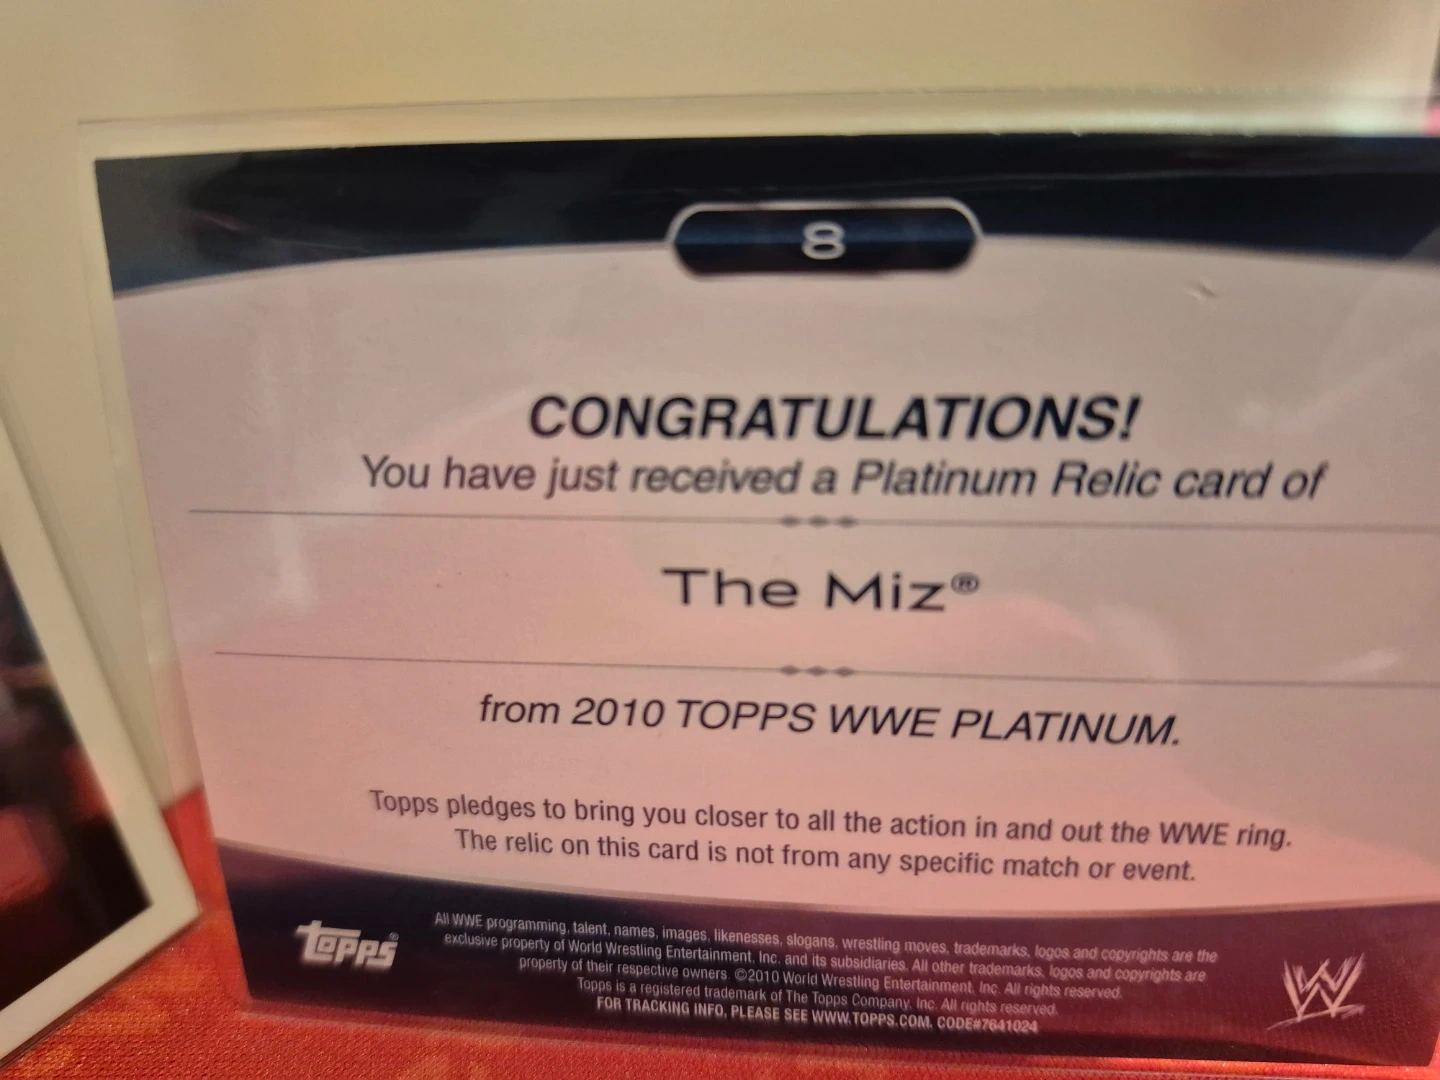 8
CONGRATULATIONS!
You have just received a Platinum Relic card of
The Miz®
from 2010 TOPPS WWE PLATINUM.
Topps pledges to bring you closer to all the action in and out the WWE ring.
The relic on this card is not from any specific match or event.
topps®
All WWE programming, talent, names, images, likenesses, slogans, wrestling moves, trademarks, logos and copyrights are the
exclusive property of World Wrestling Entertainment, Inc. and its subsidiaries. All other trademarks, logos and copyrights are
property of their respective owners. ©2010 World Wrestling Entertainment, Inc. All rights reserved.
Topps is a registered trademark of The Topps Company, Inc. All rights reserved.
FOR TRACKING INFO, PLEASE SEE WWW.TOPPS.COM. CODE#7641024
W